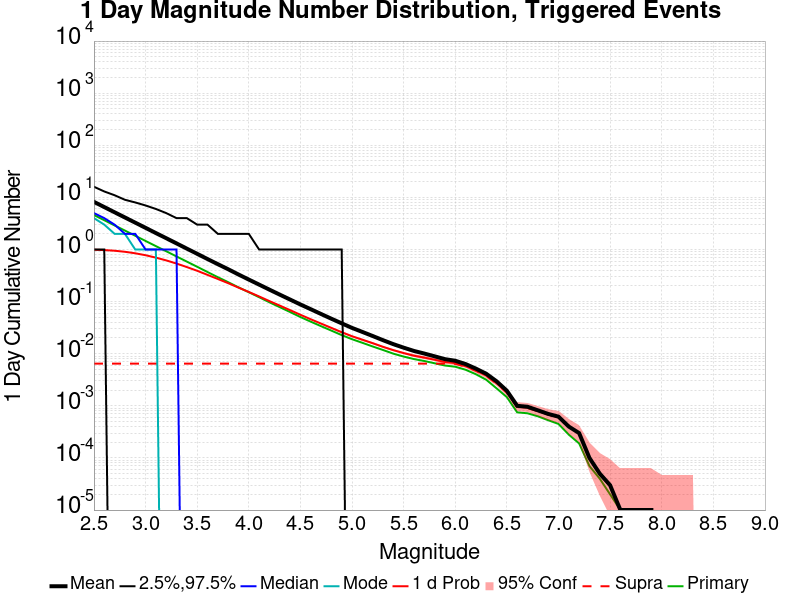 1 Day Magnitude Number Distribution, Triggered Events
1 Day Cumulative Number
10^4
10^3
10^2
10^1
10^0
10^-1
10^-2
10^-3
10^-4
10^-5
2.5 3.0 3.5 4.0 4.5 5.0 5.5 6.0 6.5 7.0 7.5 8.0 8.5 9.0
Magnitude
Mean 2.5%,97.5% Median Mode 1 d Prob 95% Conf Supra Primary